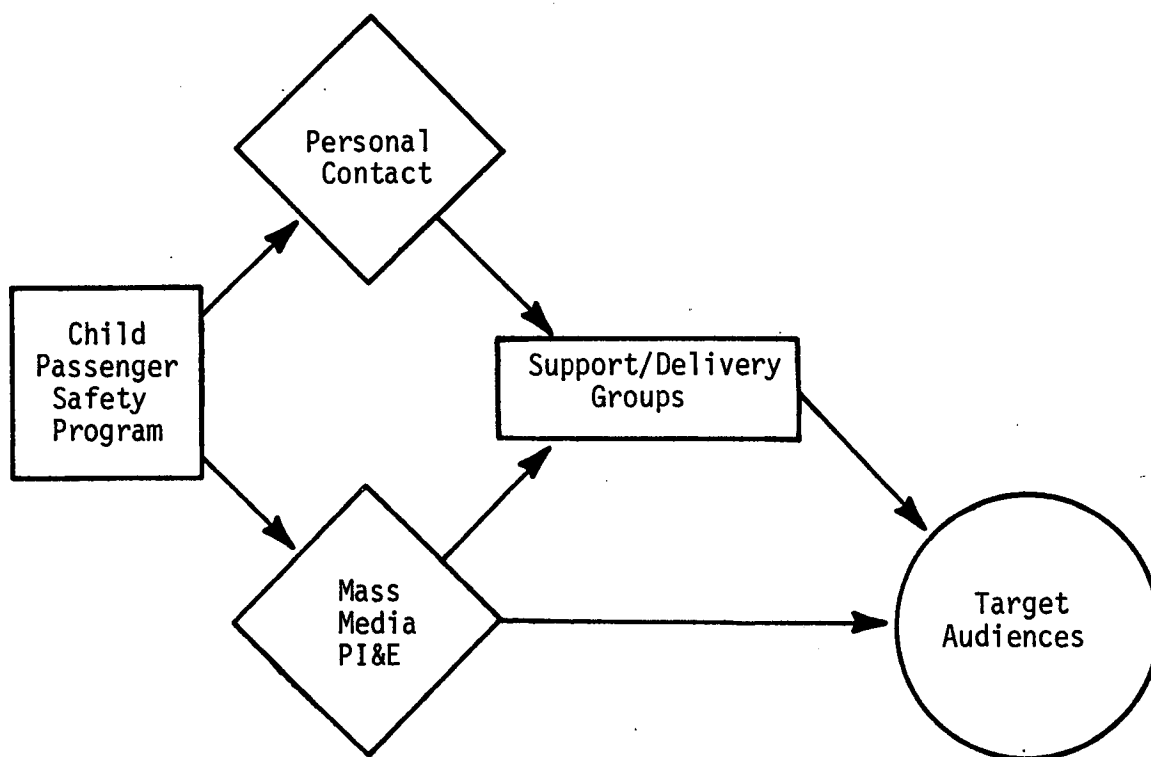 Personal
Contact
Child
Passenger
Safety
Program
Support/Delivery
Groups
Mass
Media
PI&E
Target
Audiences